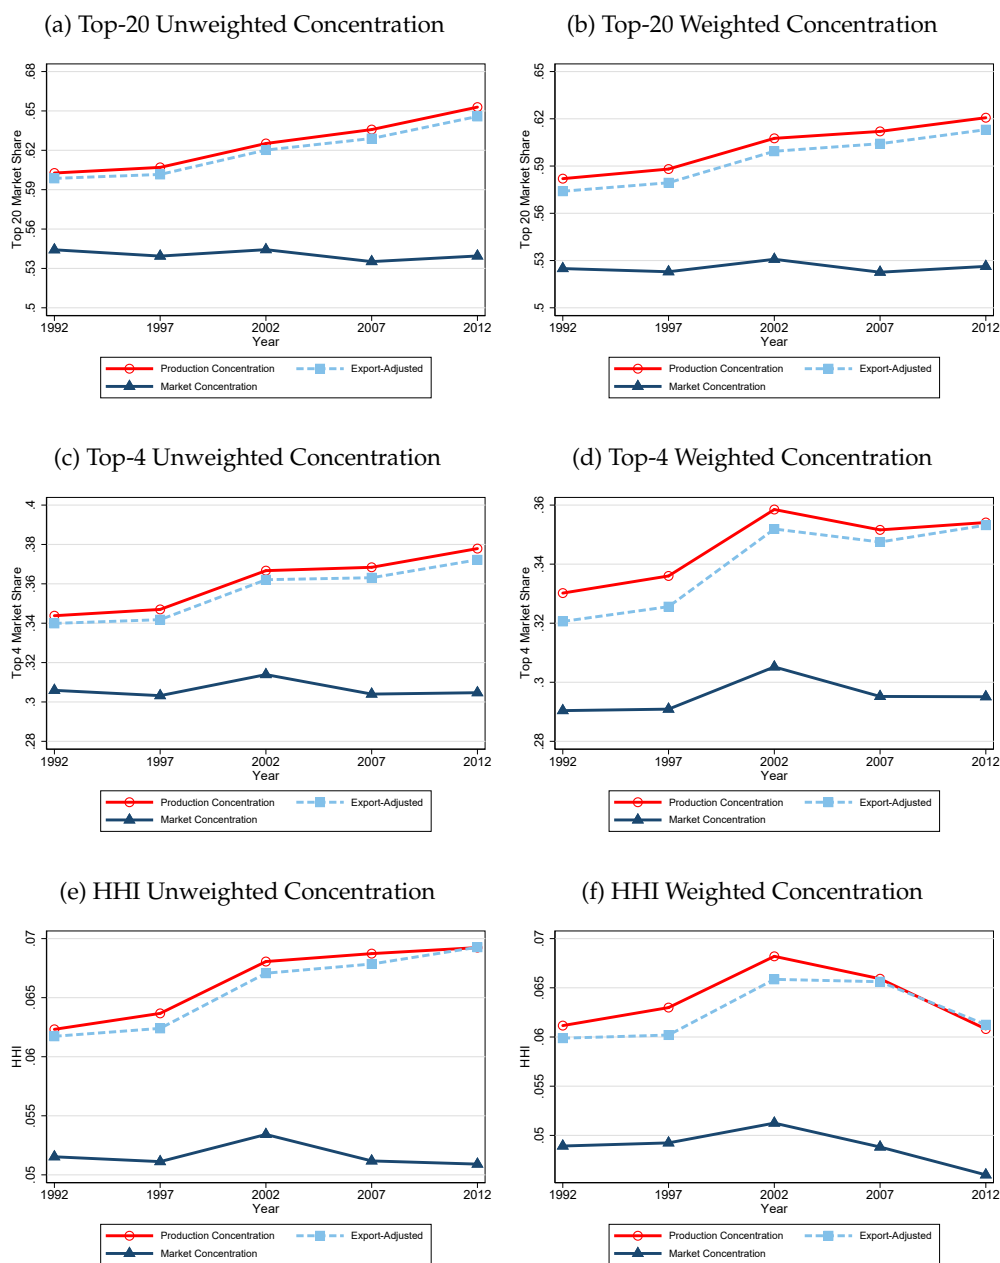 (a) Top-20 Unweighted Concentration
Top 20 Market Share
.5 .53 .56 .59 .62 .65 .68
1992 1997 2002 2007 2012
Year
Production Concentration Export-Adjusted
Market Concentration
(b) Top-20 Weighted Concentration
Top 20 Market Share
.5 .53 .56 .59 .62 .65
1992 1997 2002 2007 2012
Year
Production Concentration Export-Adjusted
Market Concentration
(c) Top-4 Unweighted Concentration
Top 4 Market Share
.28 .3 .32 .34 .36 .38 .4
1992 1997 2002 2007 2012
Year
Production Concentration Export-Adjusted
Market Concentration
(d) Top-4 Weighted Concentration
Top 4 Market Share
.28 .3 .32 .34 .36
1992 1997 2002 2007 2012
Year
Production Concentration Export-Adjusted
Market Concentration
(e) HHI Unweighted Concentration
HHI
.05 .055 .06 .065 .07
1992 1997 2002 2007 2012
Year
Production Concentration Export-Adjusted
Market Concentration
(f) HHI Weighted Concentration
HHI
.05 .055 .06 .065 .07
1992 1997 2002 2007 2012
Year
Production Concentration Export-Adjusted
Market Concentration